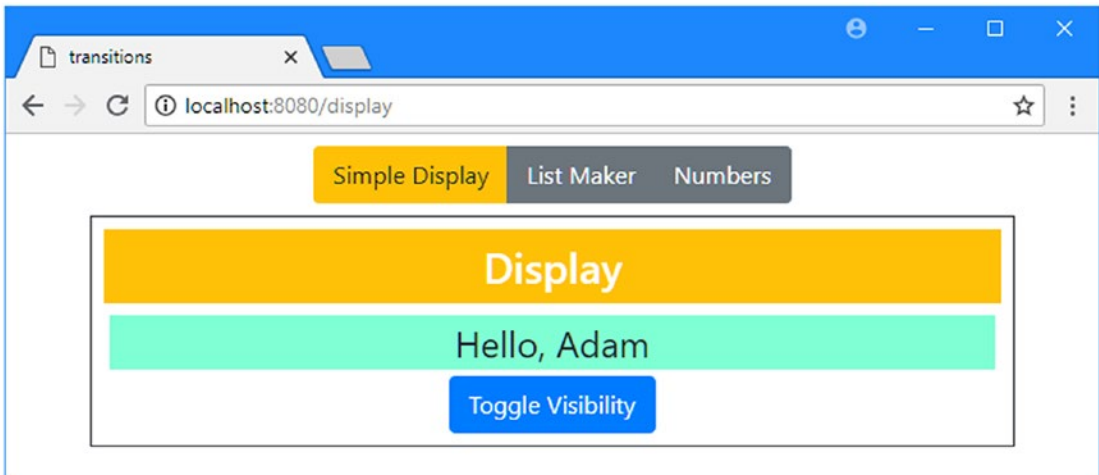 transitions
localhost:8080/display
Simple Display List Maker Numbers
Display
Hello, Adam
Toggle Visibility